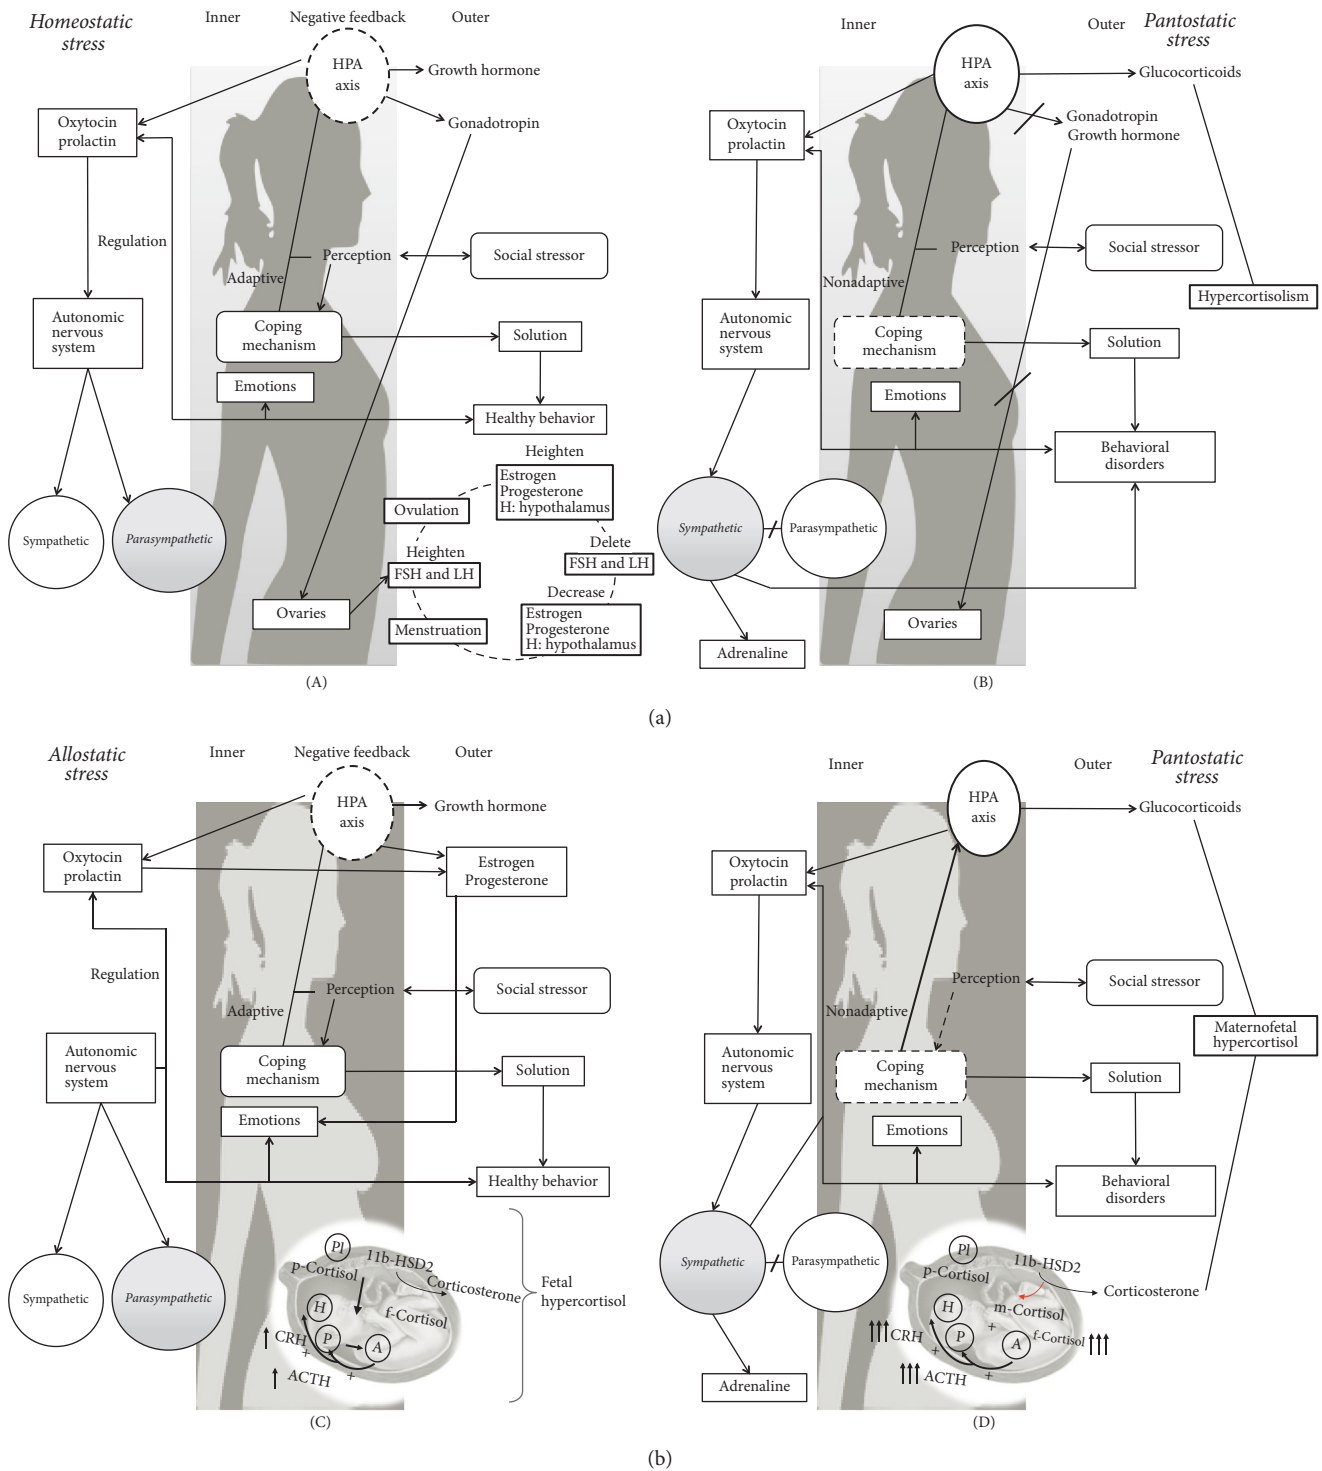 Homeostatic
stress
Inner
Negative feedback
Outer
HPA
axis
Growth hormone
Gonadotropin
Oxytocin
prolactin
Regulation
Perception
Social stressor
Adaptive
Autonomic
nervous
system
Coping
mechanism
Solution
Emotions
Healthy behavior
Heighten
Estrogen
Progesterone
H: hypothalamus
Ovulation
Sympathetic
Parasympathetic
Delete
FSH and LH
Heighten
FSH and LH
Decrease
Estrogen
Progesterone
H: hypothalamus
Ovaries
Menstruation
(A)
Inner
Outer
Pantostatic
stress
HPA
axis
Glucocorticoids
Gonadotropin
Growth hormone
Oxytocin
prolactin
Perception
Social stressor
Nonadaptive
Hypercortisolism
Autonomic
nervous
system
Coping
mechanism
Solution
Emotions
Behavioral
disorders
Sympathetic
Parasympathetic
Ovaries
Adrenaline
(B)
(a)
Allostatic
stress
Inner
Negative feedback
Outer
HPA
axis
Growth hormone
Oxytocin
prolactin
Estrogen
Progesterone
Regulation
Perception
Social stressor
Adaptive
Autonomic
nervous
system
Coping
mechanism
Solution
Emotions
Healthy behavior
Sympathetic
Parasympathetic
Pl
p-Cortisol
11b-HSD2
Corticosterone
f-Cortisol
H
P
A
CRH
+
ACTH
+
Fetal
hypercortisol
(C)
Inner
Outer
Pantostatic
stress
HPA
axis
Glucocorticoids
Oxytocin
prolactin
Perception
Social stressor
Nonadaptive
Maternofetal
hypercortisol
Autonomic
nervous
system
Coping
mechanism
Solution
Emotions
Behavioral
disorders
Sympathetic
Parasympathetic
Pl
p-Cortisol
11b-HSD2
Corticosterone
m-Cortisol
+
f-Cortisol
H
P
A
CRH
+
ACTH
+
Adrenaline
(D)
(b)